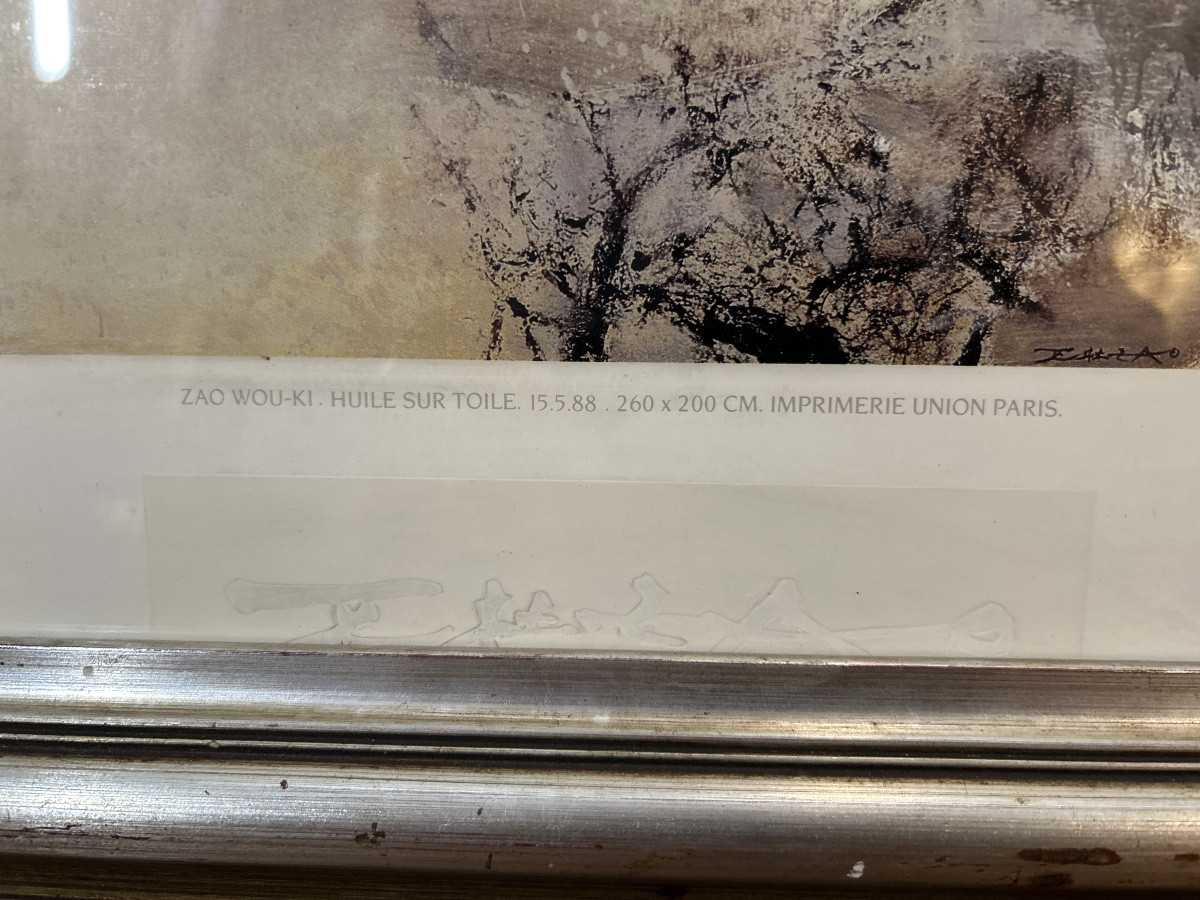 ZAO WOU-KI . HUILE SUR TOILE. 15.5.88 . 260 x 200 CM. IMPRIMERIE UNION PARIS.